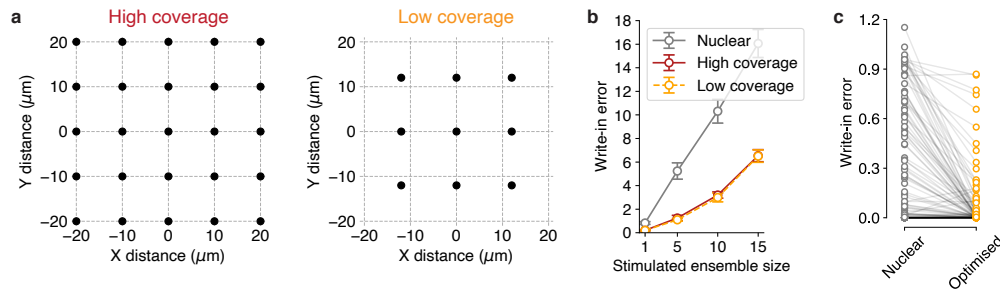 a
High coverage
20
10
0
−10
−20
Y distance (μm)
−20 −10 0 10 20
X distance (μm)
Low coverage
20
10
0
−10
−20
Y distance (μm)
−20 −10 0 10 20
X distance (μm)
b
18
16
14
12
10
8
6
4
2
0
Write-in error
Nuclear
High coverage
Low coverage
1 5 10 15
Stimulated ensemble size
c
1.2
0.9
0.6
0.3
0.0
Write-in error
Nuclear
Optimised